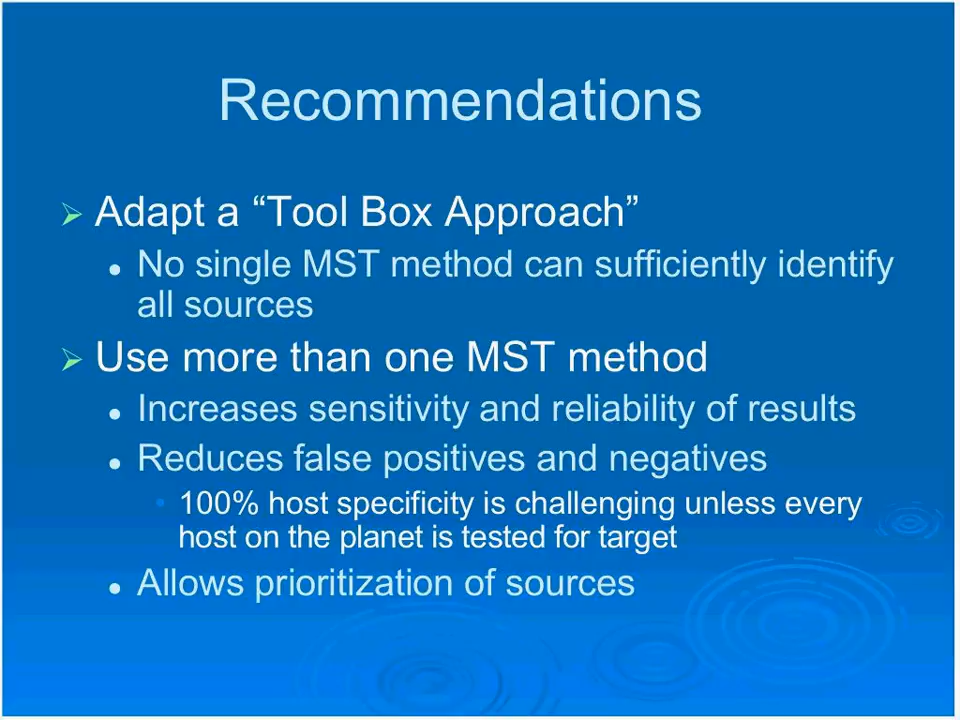 Recommendations
Adapt a “Tool Box Approach”
No single MST method can sufficiently identify
all sources
Use more than one MST method
Increases sensitivity and reliability of results
Reduces false positives and negatives
100% host specificity is challenging unless every
host on the planet is tested for target
Allows prioritization of sources